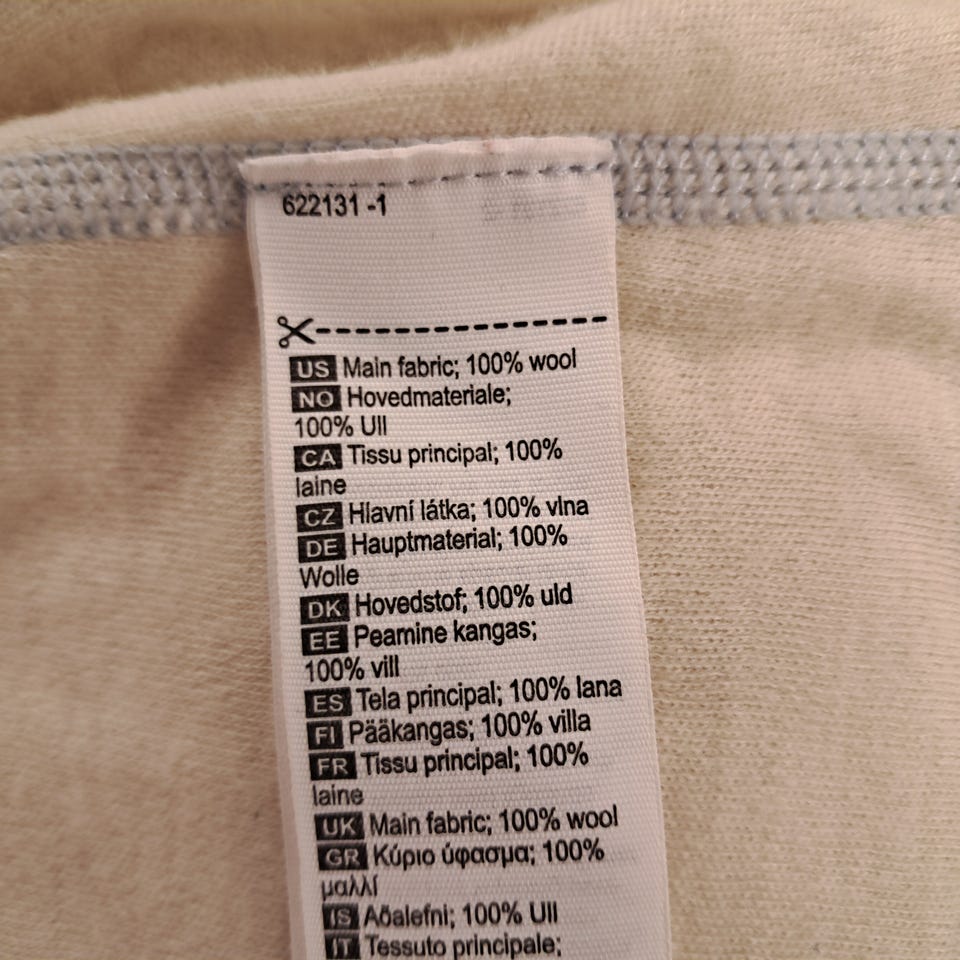 622131 -1
US Main fabric; 100% wool
NO Hovedmateriale;
100% Ull
CA Tissu principal; 100%
laine
CZ Hlavní látka; 100% vlna
DE Hauptmaterial; 100%
Wolle
DK Hovedstof; 100% uld
EE Peamine kangas;
100% vill
ES Tela principal; 100% lana
FI Pääkangas; 100% villa
FR Tissu principal; 100%
laine
UK Main fabric; 100% wool
GR Κύριο ύφασμα; 100%
μαλλί
IS Aðalefni; 100% Ull
IT Tessuto principale;